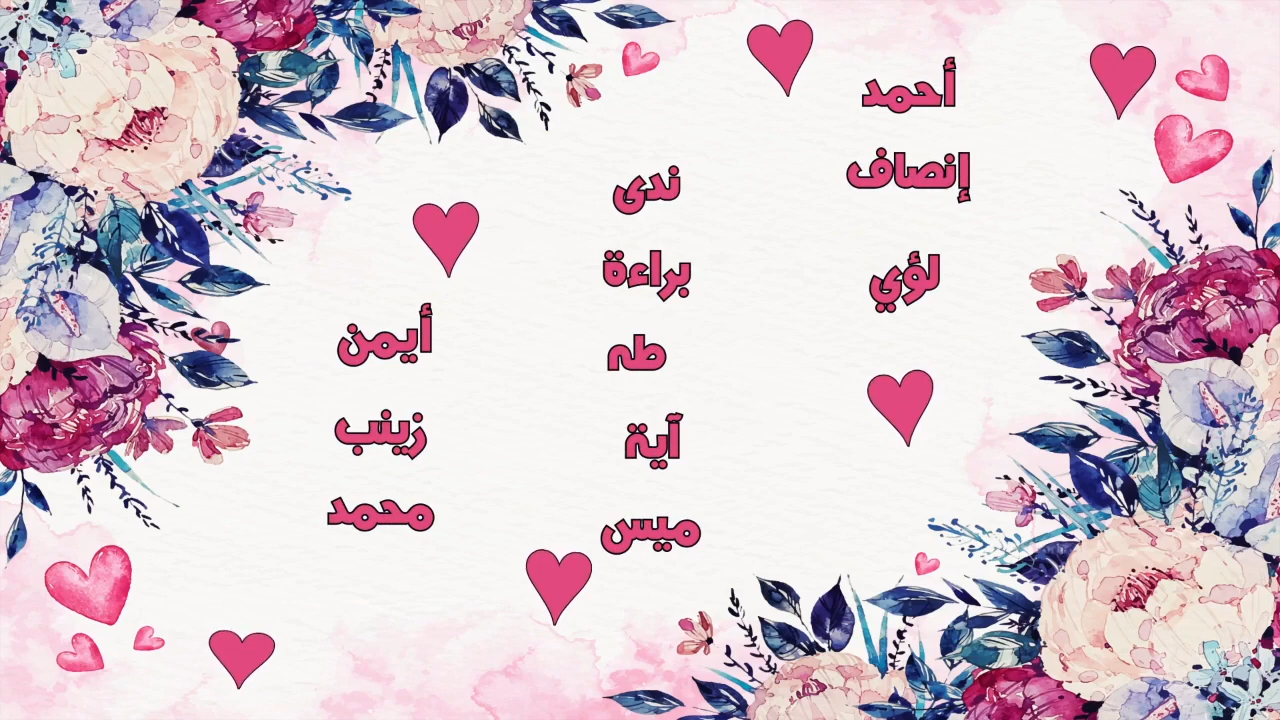 أحمد
إنصاف
لؤي
ندى
براءة
طه
آية
ميس
أيمن
زينب
محمد